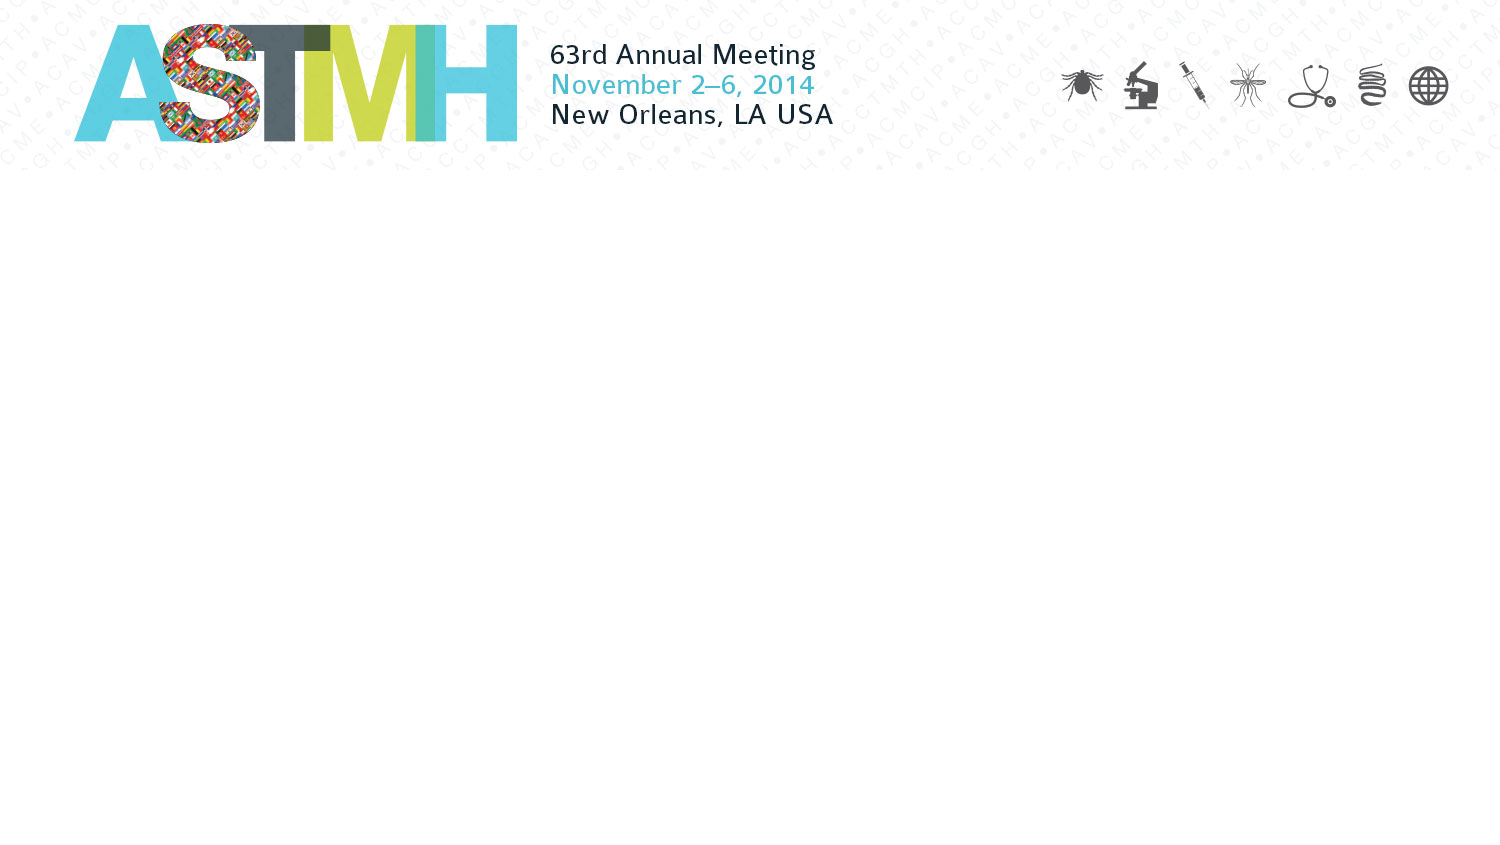 ASTMH
63rd Annual Meeting
November 2–6, 2014
New Orleans, LA USA